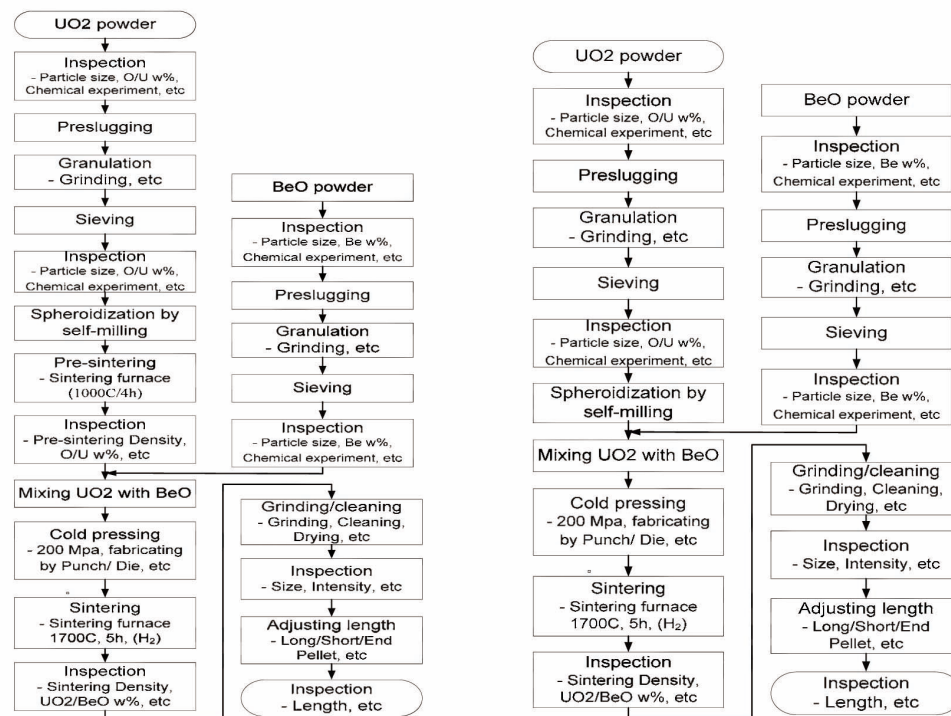 UO2 powder
Inspection
- Particle size, O/U w%,
Chemical experiment, etc
Preslugging
Granulation
- Grinding, etc
Sieving
Inspection
- Particle size, O/U w%,
Chemical experiment, etc
Spheroidization by
self-milling
Pre-sintering
- Sintering furnace
(1000C/4h)
Inspection
- Pre-sintering Density,
O/U w%, etc
Mixing UO2 with BeO
Cold pressing
- 200 Mpa, fabricating
by Punch/ Die, etc
Sintering
- Sintering furnace
1700C, 5h, (H₂)
Inspection
- Sintering Density,
UO2/BeO w%, etc
BeO powder
Inspection
- Particle size, Be w%,
Chemical experiment, etc
Preslugging
Granulation
- Grinding, etc
Sieving
Inspection
- Particle size, Be w%,
Chemical experiment, etc
Grinding/cleaning
- Grinding, Cleaning,
Drying, etc
Inspection
- Size, Intensity, etc
Adjusting length
- Long/Short/End
Pellet, etc
Inspection
- Length, etc
UO2 powder
Inspection
- Particle size, O/U w%,
Chemical experiment, etc
Preslugging
Granulation
- Grinding, etc
Sieving
Inspection
- Particle size, O/U w%,
Chemical experiment, etc
Spheroidization by
self-milling
Mixing UO2 with BeO
Cold pressing
- 200 Mpa, fabricating
by Punch/ Die, etc
Sintering
- Sintering furnace
1700C, 5h, (H₂)
Inspection
- Sintering Density,
UO2/BeO w%, etc
BeO powder
Inspection
- Particle size, Be w%,
Chemical experiment, etc
Preslugging
Granulation
- Grinding, etc
Sieving
Inspection
- Particle size, Be w%,
Chemical experiment, etc
Grinding/cleaning
- Grinding, Cleaning,
Drying, etc
Inspection
- Size, Intensity, etc
Adjusting length
- Long/Short/End
Pellet, etc
Inspection
- Length, etc